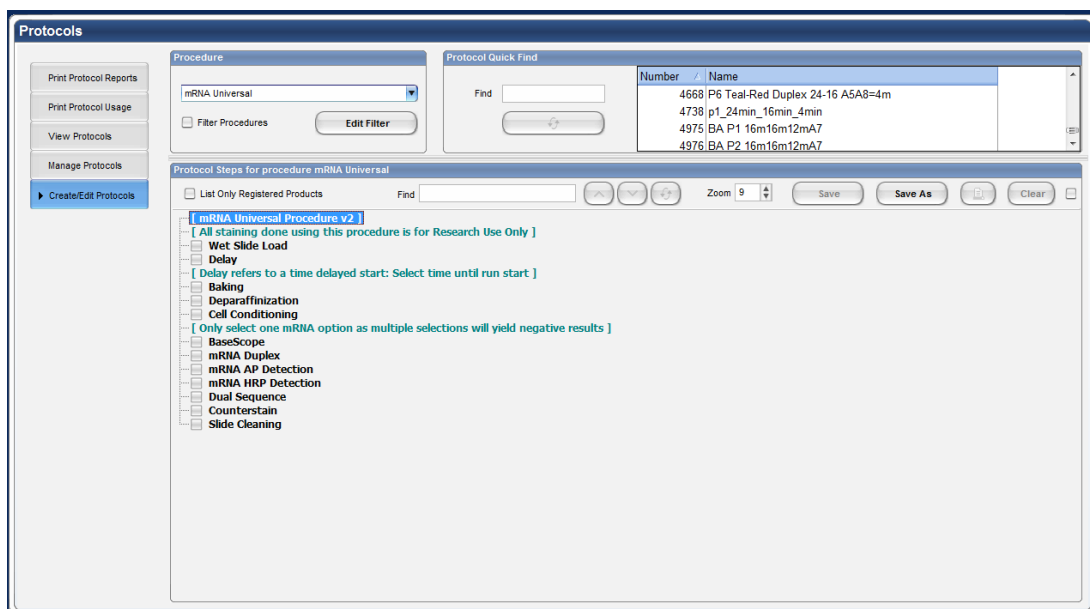 Protocols
Print Protocol Reports
Print Protocol Usage
View Protocols
Manage Protocols
Create/Edit Protocols
Procedure
mRNA Universal
Filter Procedures
Edit Filter
Protocol Quick Find
Find
Number Name
4668 P6 Teal-Red Duplex 24-16 A5A8=4m
4738 p1_24min_16min_4min
4975 BA P1 16m16m12mA7
4976 BA P2 16m16m12mA7
Protocol Steps for procedure mRNA Universal
List Only Registered Products Find Zoom 9 Save Save As Clear
[ mRNA Universal Procedure v2 ]
[ All staining done using this procedure is for Research Use Only ]
Wet Slide Load
Delay
[ Delay refers to a time delayed start: Select time until run start ]
Baking
Deparaffinization
Cell Conditioning
[ Only select one mRNA option as multiple selections will yield negative results ]
BaseScope
mRNA Duplex
mRNA AP Detection
mRNA HRP Detection
Dual Sequence
Counterstain
Slide Cleaning